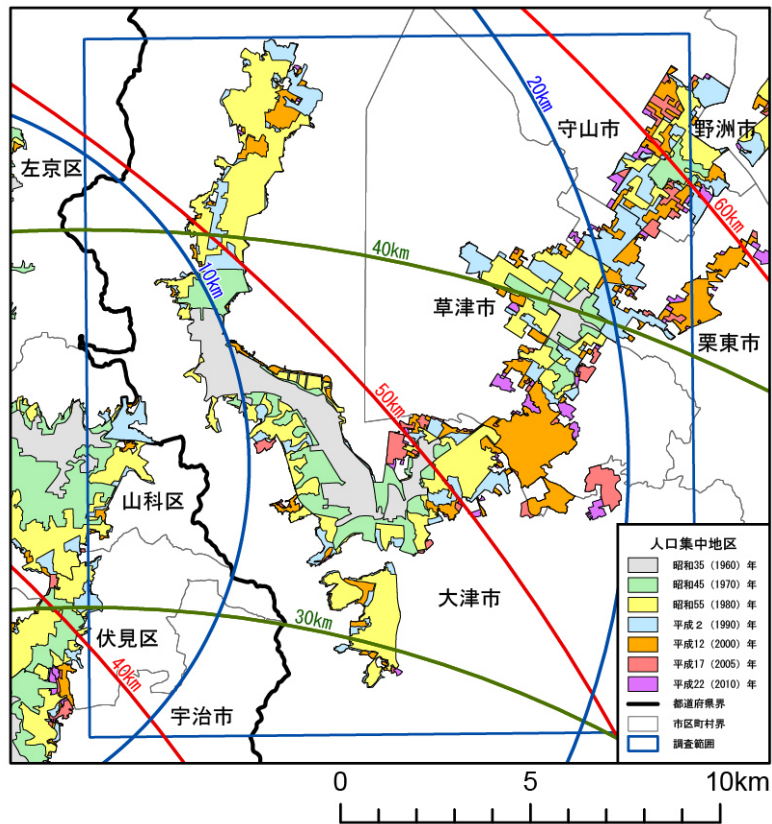 20km
守山市
野洲市
左京区
60km
40km
10km
草津市
栗東市
50km
山科区
大津市
30km
伏見区
40km
宇治市
人口集中地区
昭和35（1960）年
昭和45（1970）年
昭和55（1980）年
平成２（1990）年
平成12（2000）年
平成17（2005）年
平成22（2010）年
都道府県界
市区町村界
調査範囲
0 5 10km